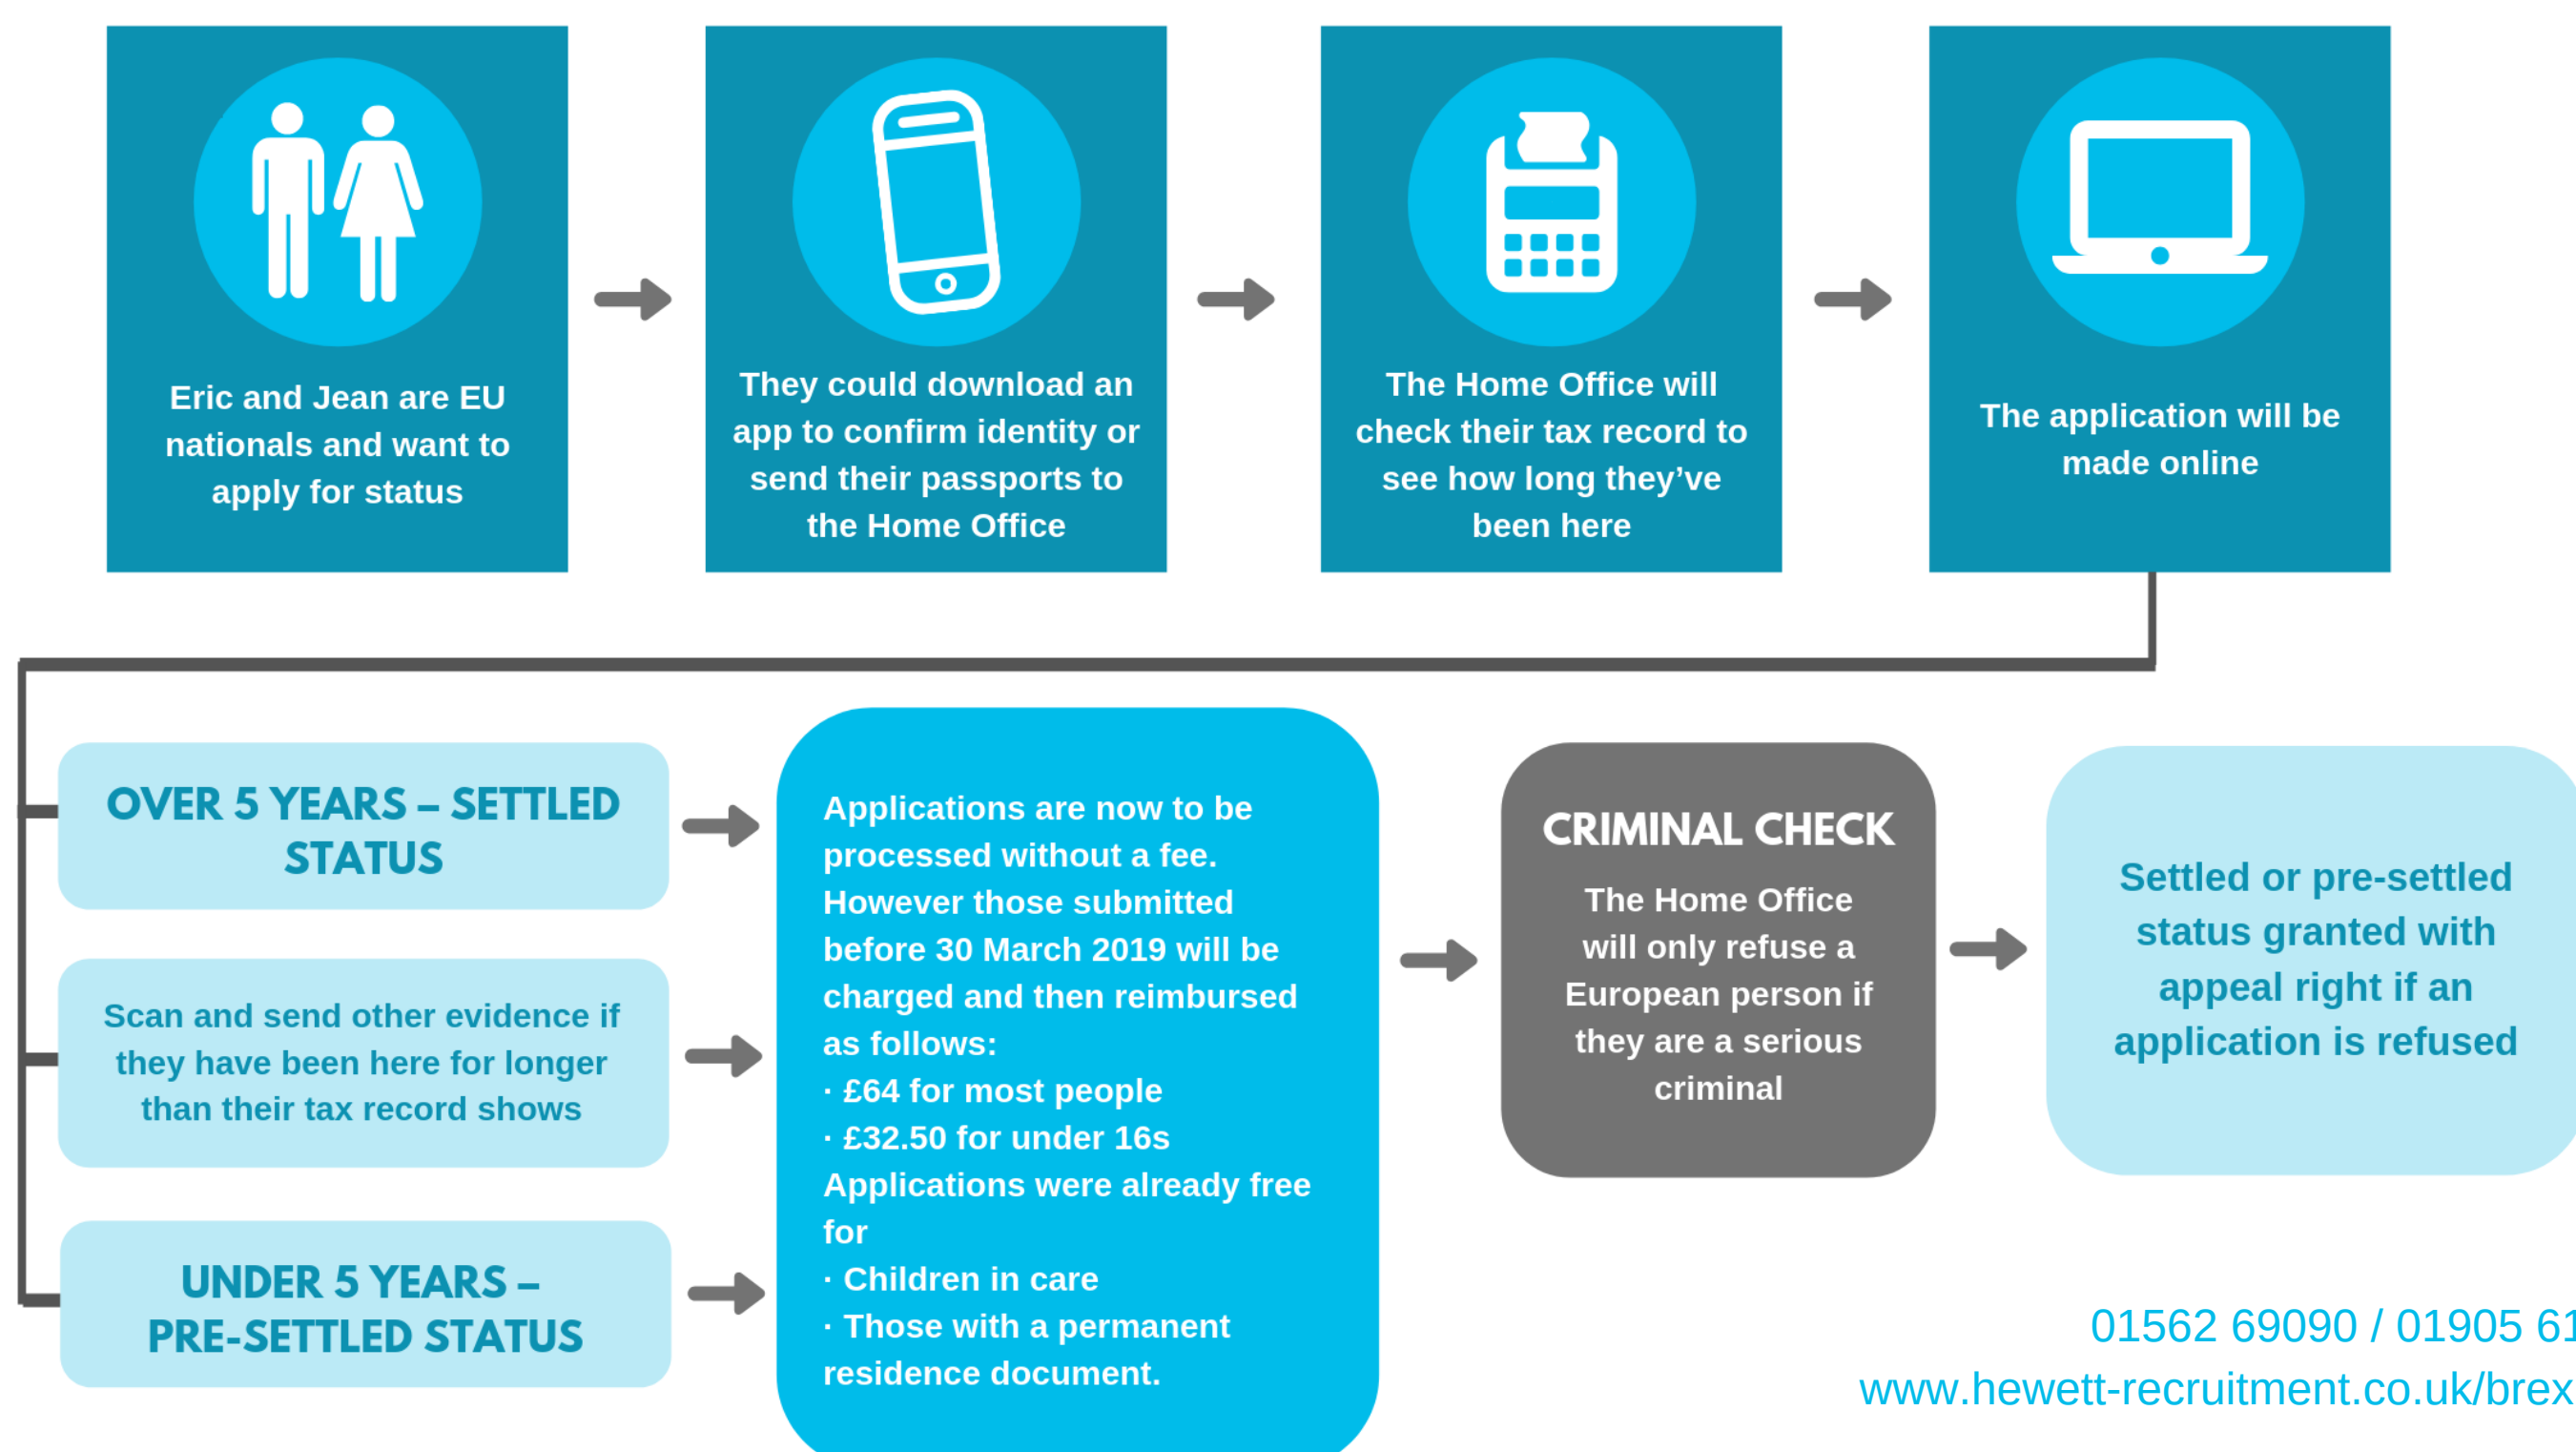 Eric and Jean are EU
nationals and want to
apply for status
They could download an
app to confirm identity or
send their passports to
the Home Office
The Home Office will
check their tax record to
see how long they’ve
been here
The application will be
made online
OVER 5 YEARS – SETTLED
STATUS
Scan and send other evidence if
they have been here for longer
than their tax record shows
UNDER 5 YEARS –
PRE-SETTLED STATUS
Applications are now to be
processed without a fee.
However those submitted
before 30 March 2019 will be
charged and then reimbursed
as follows:
· £64 for most people
· £32.50 for under 16s
Applications were already free
for
· Children in care
· Those with a permanent
residence document.
CRIMINAL CHECK
The Home Office
will only refuse a
European person if
they are a serious
criminal
Settled or pre-settled
status granted with
appeal right if an
application is refused
01562 69090 / 01905 61
www.hewett-recruitment.co.uk/brex